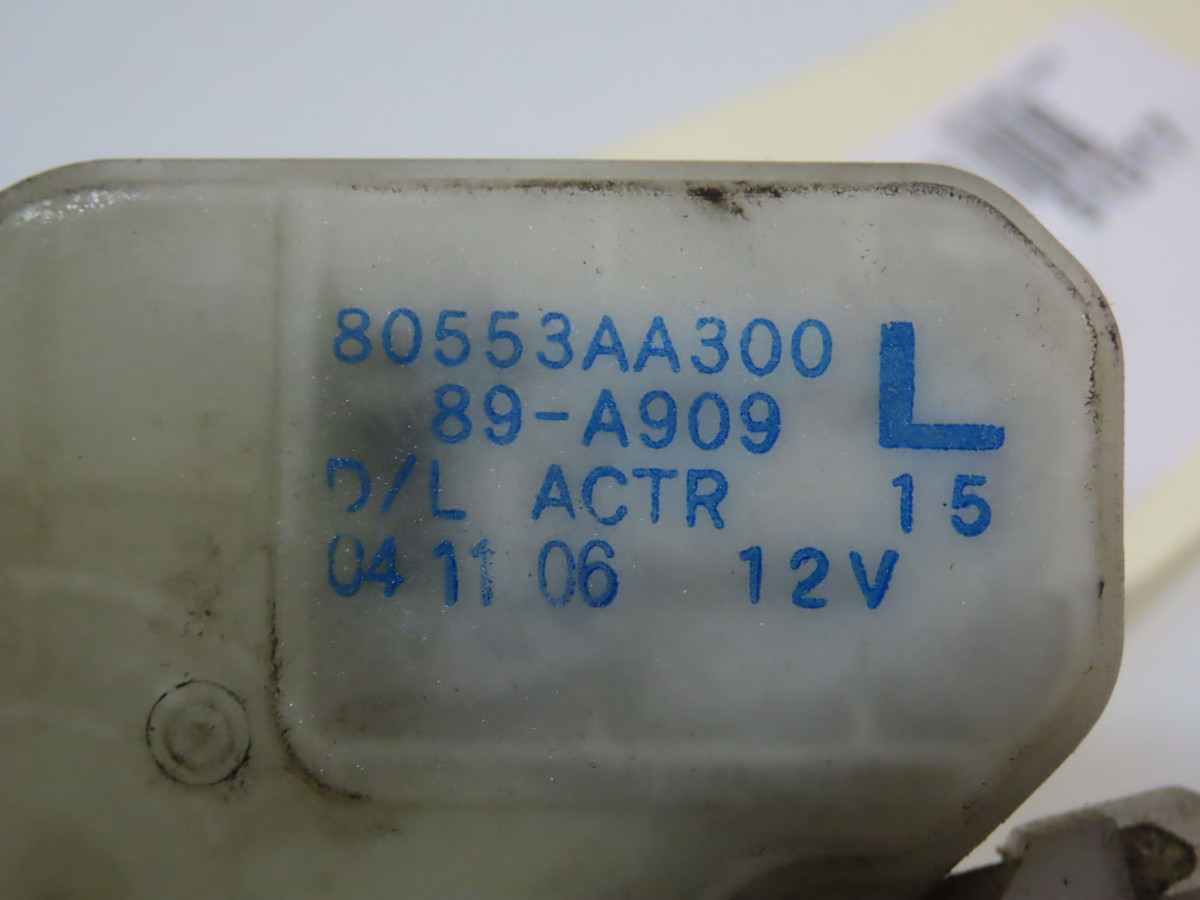 80553AA300 L
89-A909
D/L ACTR 15
04 11 06 12V